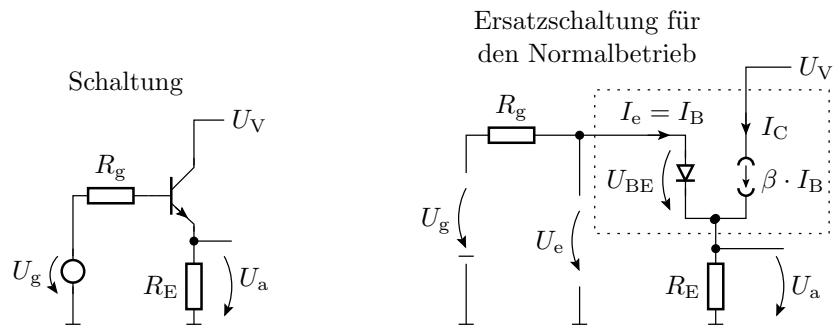 Schaltung
U_V
R_g
U_g
R_E
U_a
Ersatzschaltung für
den Normalbetrieb
U_V
R_g
I_e = I_B
I_C
U_BE
β · I_B
U_g
U_e
R_E
U_a